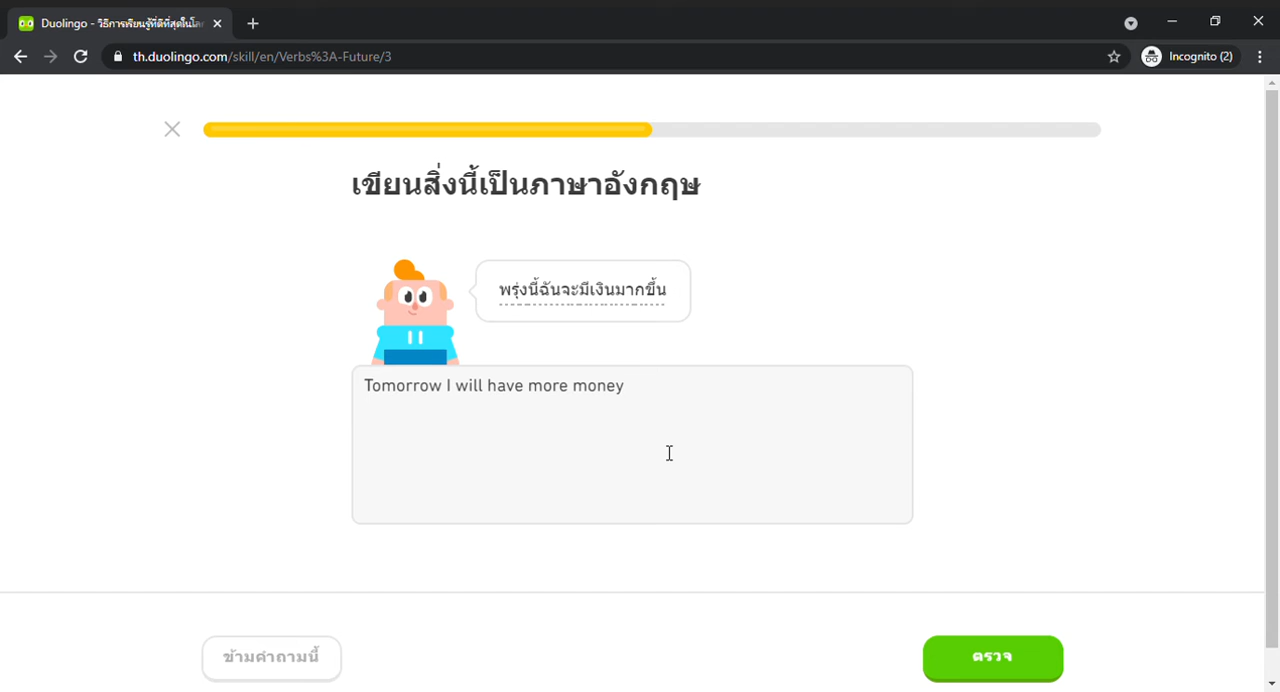 Duolingo - วิธีการเรียนรู้ที่ดีที่สุดในโลก
th.duolingo.com/skill/en/Verbs%3A-Future/3
Incognito (2)
เขียนสิ่งนี้เป็นภาษาอังกฤษ
พรุ่งนี้ฉันจะมีเงินมากขึ้น
Tomorrow I will have more money
ข้ามคำถามนี้
ตรวจ